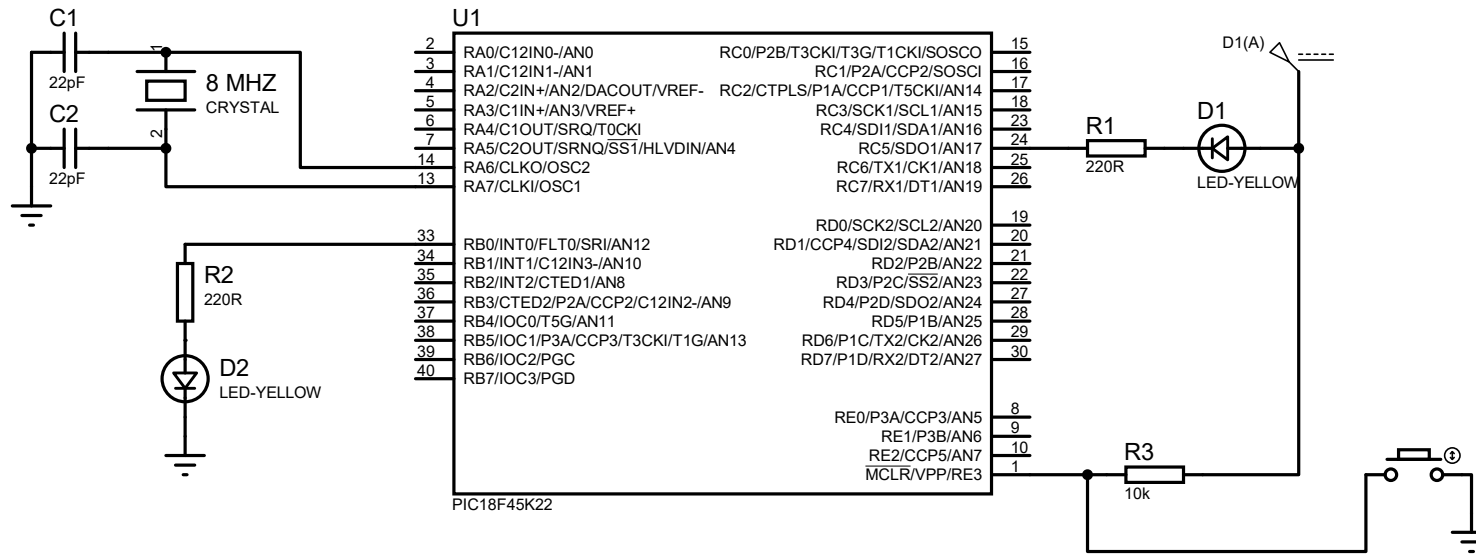 C1
22pF
C2
22pF
1
2
8 MHZ
CRYSTAL
U1
2 RA0/C12IN0-/AN0
3 RA1/C12IN1-/AN1
4 RA2/C2IN+/AN2/DACOUT/VREF-
5 RA3/C1IN+/AN3/VREF+
6 RA4/C1OUT/SRQ/T0CKI
7 RA5/C2OUT/SRNQ/SS1/HLVDIN/AN4
14 RA6/CLKO/OSC2
13 RA7/CLKI/OSC1
33 RB0/INT0/FLT0/SRI/AN12
34 RB1/INT1/C12IN3-/AN10
35 RB2/INT2/CTED1/AN8
36 RB3/CTED2/P2A/CCP2/C12IN2-/AN9
37 RB4/IOC0/T5G/AN11
38 RB5/IOC1/P3A/CCP3/T3CKI/T1G/AN13
39 RB6/IOC2/PGC
40 RB7/IOC3/PGD
RC0/P2B/T3CKI/T3G/T1CKI/SOSCO 15
RC1/P2A/CCP2/SOSCI 16
RC2/CTPLS/P1A/CCP1/T5CKI/AN14 17
RC3/SCK1/SCL1/AN15 18
RC4/SDI1/SDA1/AN16 23
RC5/SDO1/AN17 24
RC6/TX1/CK1/AN18 25
RC7/RX1/DT1/AN19 26
RD0/SCK2/SCL2/AN20 19
RD1/CCP4/SDI2/SDA2/AN21 20
RD2/P2B/AN22 21
RD3/P2C/SS2/AN23 22
RD4/P2D/SDO2/AN24 27
RD5/P1B/AN25 28
RD6/P1C/TX2/CK2/AN26 29
RD7/P1D/RX2/DT2/AN27 30
RE0/P3A/CCP3/AN5 8
RE1/P3B/AN6 9
RE2/CCP5/AN7 10
MCLR/VPP/RE3 1
PIC18F45K22
R2
220R
D2
LED-YELLOW
D1(A)
R1
220R
D1
LED-YELLOW
R3
10k